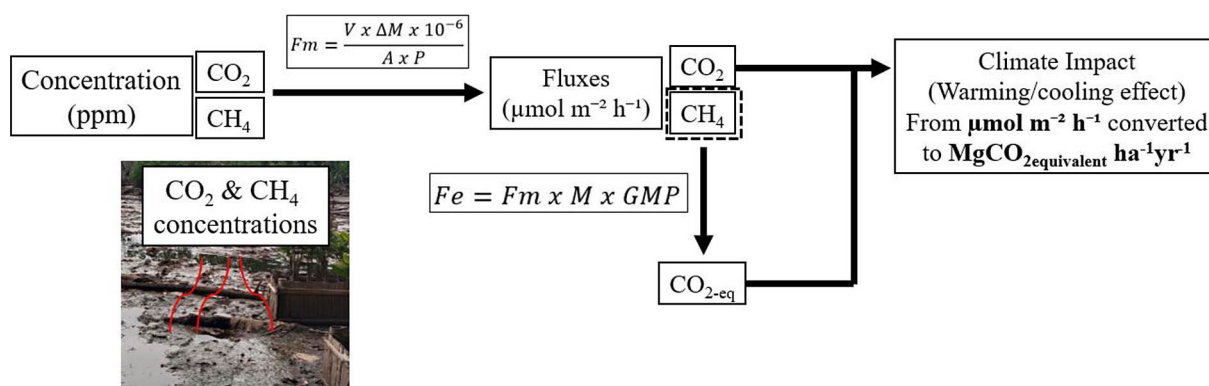 Concentration
(ppm)
CO₂
CH₄
Fm = V x ΔM x 10⁻⁶ / A x P
Fluxes
(µmol m⁻² h⁻¹)
CO₂
CH₄
Climate Impact
(Warming/cooling effect)
From µmol m⁻² h⁻¹ converted
to MgCO₂equivalent ha⁻¹yr⁻¹
CO₂ & CH₄
concentrations
Fe = Fm x M x GMP
CO₂₋eq